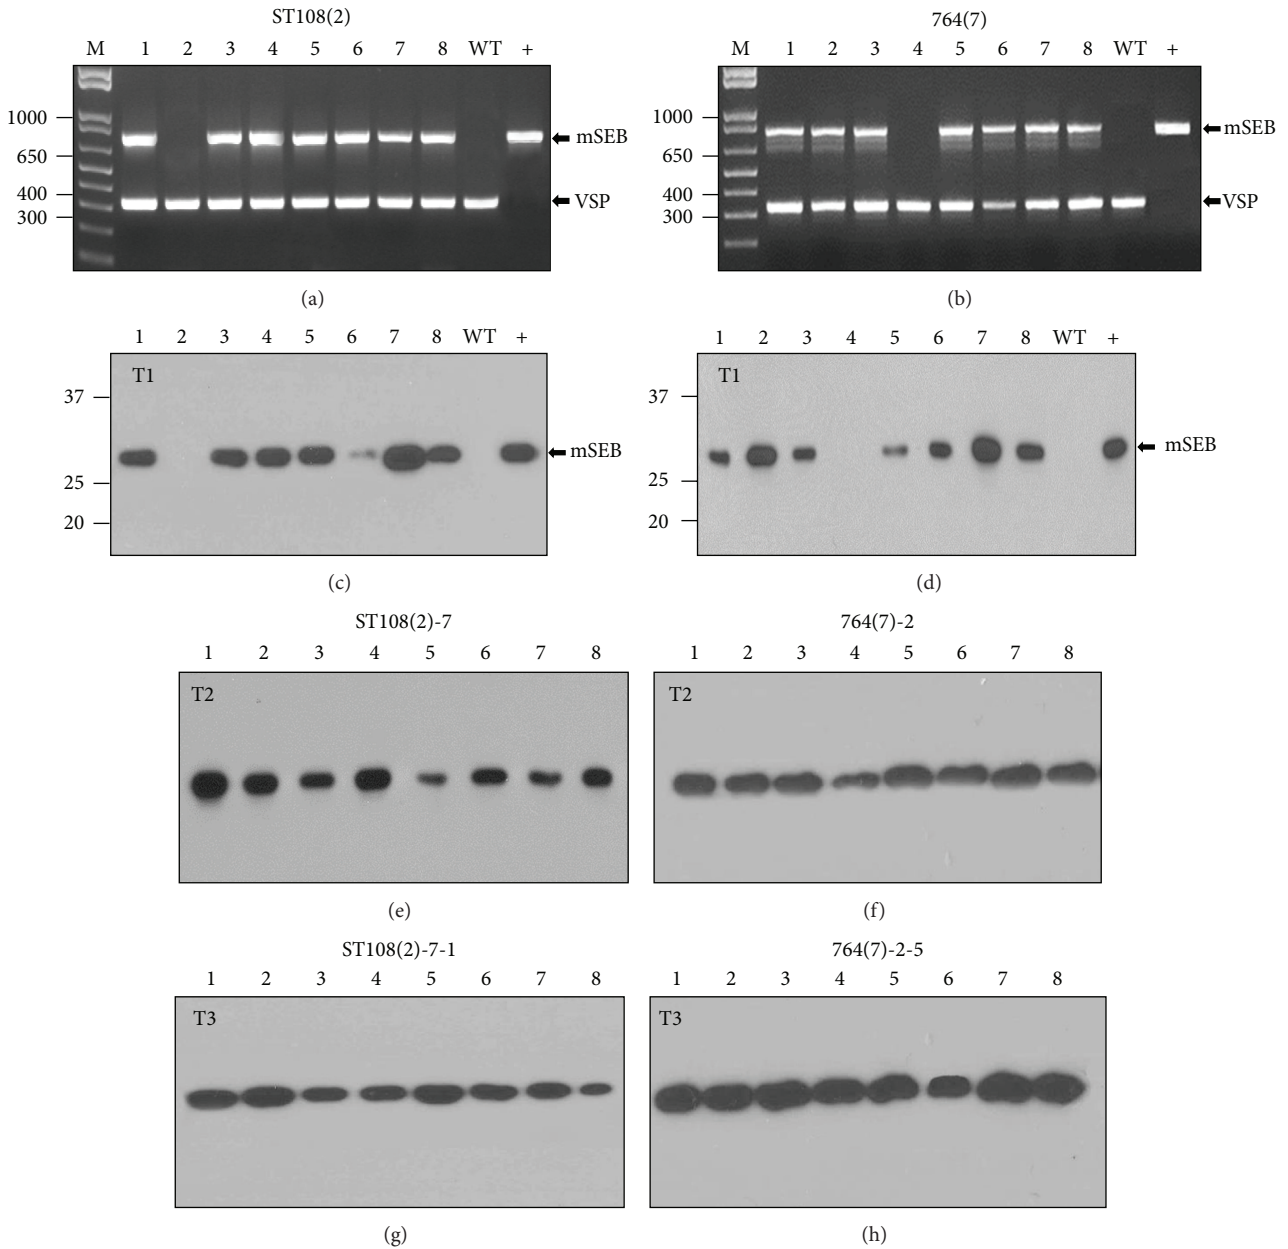 ST108(2)
M 1 2 3 4 5 6 7 8 WT +
1000
650
400
300
mSEB
VSP
(a)
764(7)
M 1 2 3 4 5 6 7 8 WT +
1000
650
400
300
mSEB
VSP
(b)
1 2 3 4 5 6 7 8 WT +
T1
37
25
20
mSEB
(c)
1 2 3 4 5 6 7 8 WT +
T1
37
25
20
mSEB
(d)
ST108(2)-7
1 2 3 4 5 6 7 8
T2
(e)
764(7)-2
1 2 3 4 5 6 7 8
T2
(f)
ST108(2)-7-1
1 2 3 4 5 6 7 8
T3
(g)
764(7)-2-5
1 2 3 4 5 6 7 8
T3
(h)